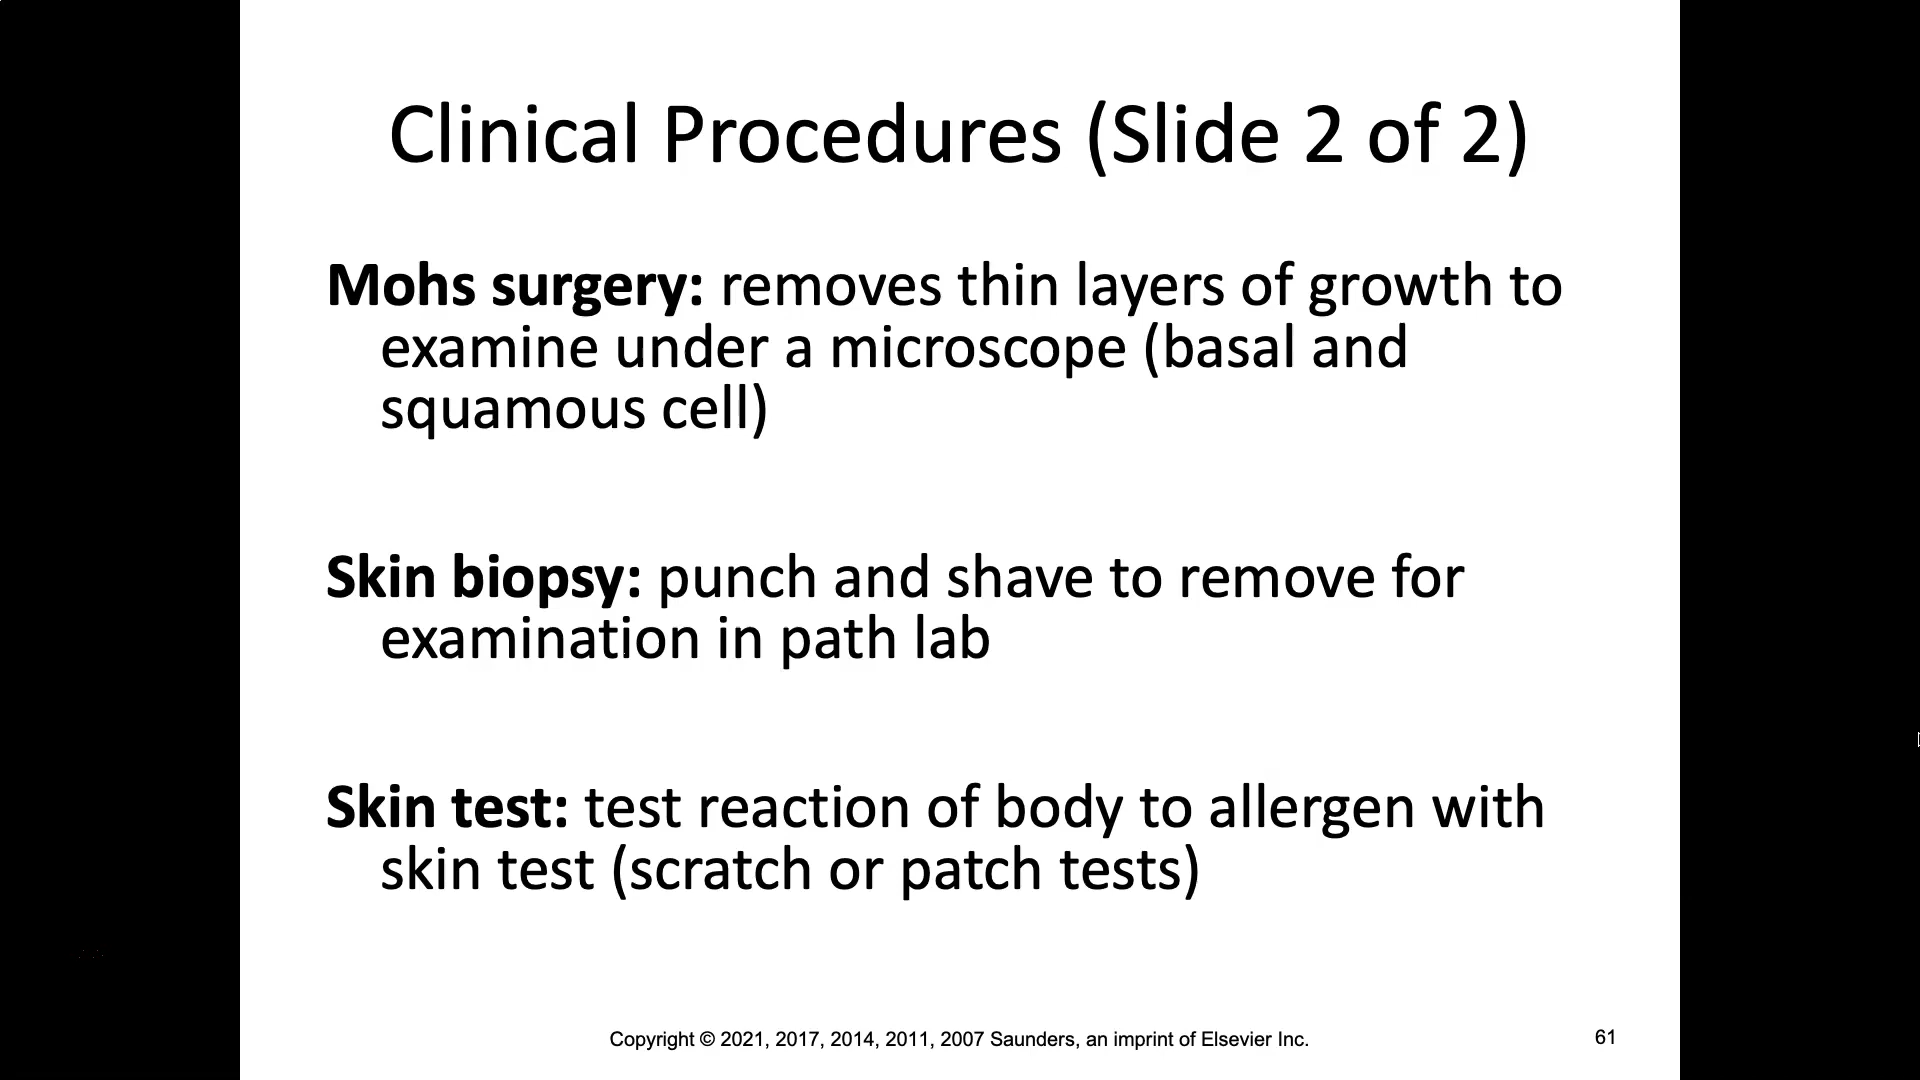 Clinical Procedures (Slide 2 of 2)
Mohs surgery: removes thin layers of growth to
examine under a microscope (basal and
squamous cell)
Skin biopsy: punch and shave to remove for
examination in path lab
Skin test: test reaction of body to allergen with
skin test (scratch or patch tests)
Copyright © 2021, 2017, 2014, 2011, 2007 Saunders, an imprint of Elsevier Inc.
61